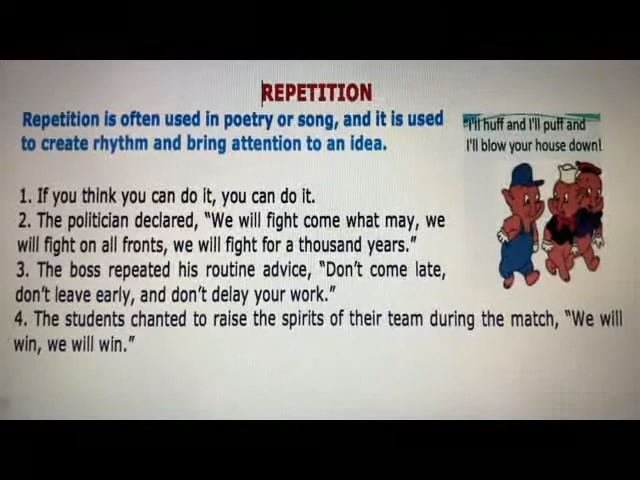 REPETITION
Repetition is often used in poetry or song, and it is used
to create rhythm and bring attention to an idea.
"I'll huff and I'll puff and
I'll blow your house down!
1. If you think you can do it, you can do it.
2. The politician declared, “We will fight come what may, we
will fight on all fronts, we will fight for a thousand years.”
3. The boss repeated his routine advice, “Don’t come late,
don’t leave early, and don’t delay your work.”
4. The students chanted to raise the spirits of their team during the match, “We will
win, we will win.”